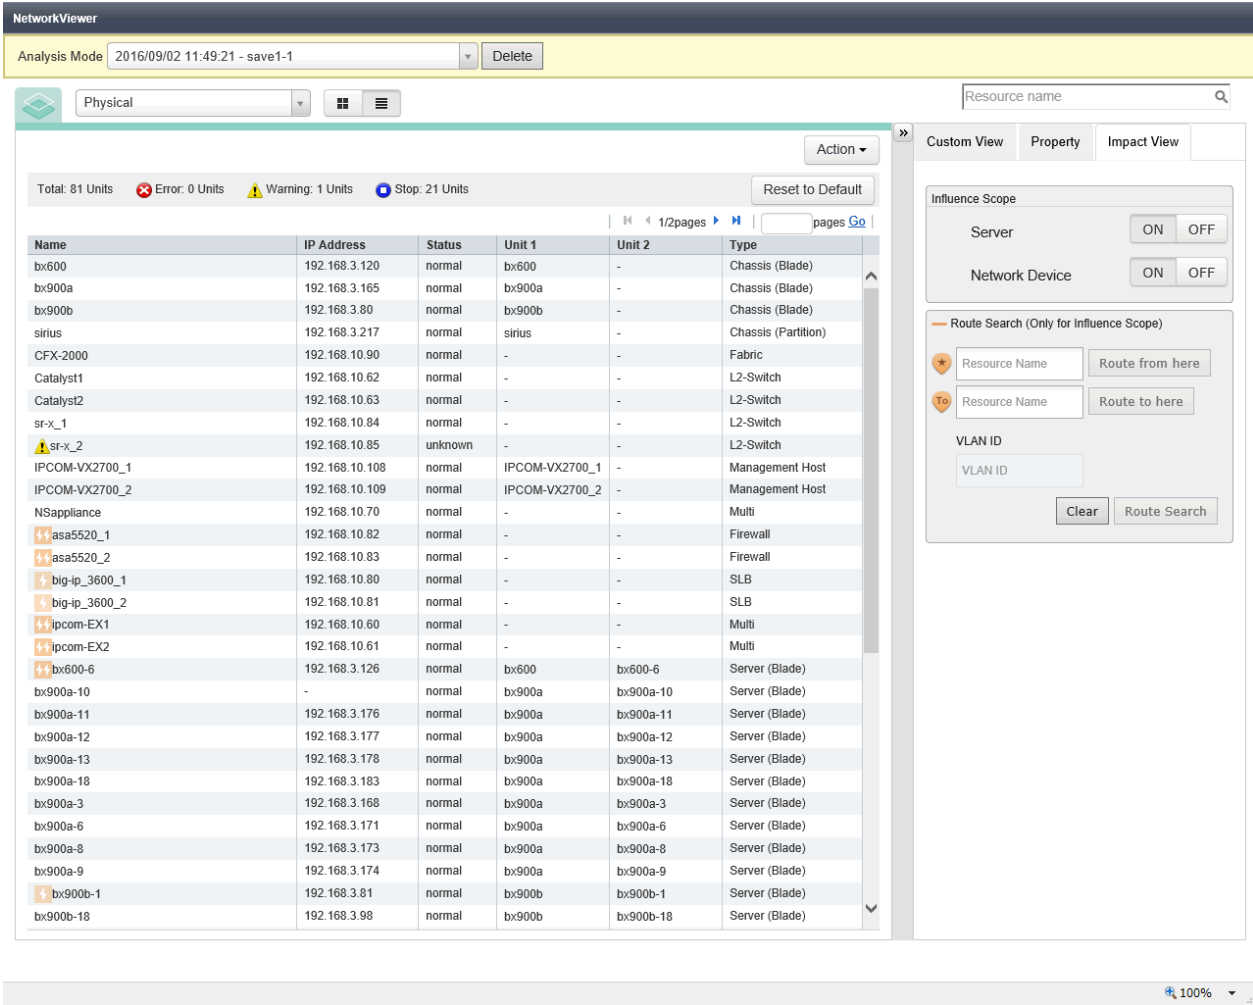 NetworkViewer
Analysis Mode 2016/09/02 11:49:21 - save1-1 Delete
Physical Resource name
» Custom View Property Impact View
Action
Total: 81 Units Error: 0 Units Warning: 1 Units Stop: 21 Units Reset to Default
1/2pages pages Go
Name IP Address Status Unit 1 Unit 2 Type
bx600 192.168.3.120 normal bx600 - Chassis (Blade)
bx900a 192.168.3.165 normal bx900a - Chassis (Blade)
bx900b 192.168.3.80 normal bx900b - Chassis (Blade)
sirius 192.168.3.217 normal sirius - Chassis (Partition)
CFX-2000 192.168.10.90 normal - - Fabric
Catalyst1 192.168.10.62 normal - - L2-Switch
Catalyst2 192.168.10.63 normal - - L2-Switch
sr-x_1 192.168.10.84 normal - - L2-Switch
sr-x_2 192.168.10.85 unknown - - L2-Switch
IPCOM-VX2700_1 192.168.10.108 normal IPCOM-VX2700_1 - Management Host
IPCOM-VX2700_2 192.168.10.109 normal IPCOM-VX2700_2 - Management Host
NSappliance 192.168.10.70 normal - - Multi
asa5520_1 192.168.10.82 normal - - Firewall
asa5520_2 192.168.10.83 normal - - Firewall
big-ip_3600_1 192.168.10.80 normal - - SLB
big-ip_3600_2 192.168.10.81 normal - - SLB
ipcom-EX1 192.168.10.60 normal - - Multi
ipcom-EX2 192.168.10.61 normal - - Multi
bx600-6 192.168.3.126 normal bx600 bx600-6 Server (Blade)
bx900a-10 - normal bx900a bx900a-10 Server (Blade)
bx900a-11 192.168.3.176 normal bx900a bx900a-11 Server (Blade)
bx900a-12 192.168.3.177 normal bx900a bx900a-12 Server (Blade)
bx900a-13 192.168.3.178 normal bx900a bx900a-13 Server (Blade)
bx900a-18 192.168.3.183 normal bx900a bx900a-18 Server (Blade)
bx900a-3 192.168.3.168 normal bx900a bx900a-3 Server (Blade)
bx900a-6 192.168.3.171 normal bx900a bx900a-6 Server (Blade)
bx900a-8 192.168.3.173 normal bx900a bx900a-8 Server (Blade)
bx900a-9 192.168.3.174 normal bx900a bx900a-9 Server (Blade)
bx900b-1 192.168.3.81 normal bx900b bx900b-1 Server (Blade)
bx900b-18 192.168.3.98 normal bx900b bx900b-18 Server (Blade)
Influence Scope
Server ON OFF
Network Device ON OFF
Route Search (Only for Influence Scope)
Resource Name Route from here
To Resource Name Route to here
VLAN ID
VLAN ID
Clear Route Search
100%